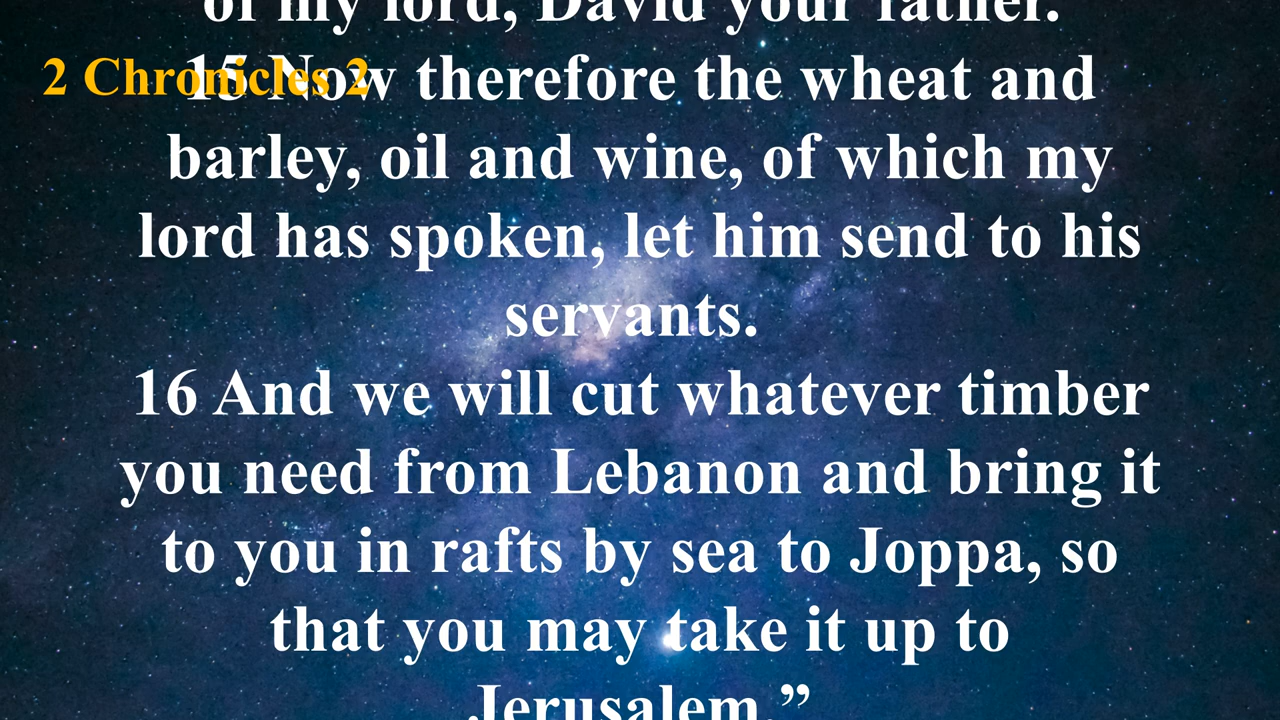 of my lord, David your father.
2 Chronicles 2
15 Now therefore the wheat and
barley, oil and wine, of which my
lord has spoken, let him send to his
servants.
16 And we will cut whatever timber
you need from Lebanon and bring it
to you in rafts by sea to Joppa, so
that you may take it up to
Jerusalem.”